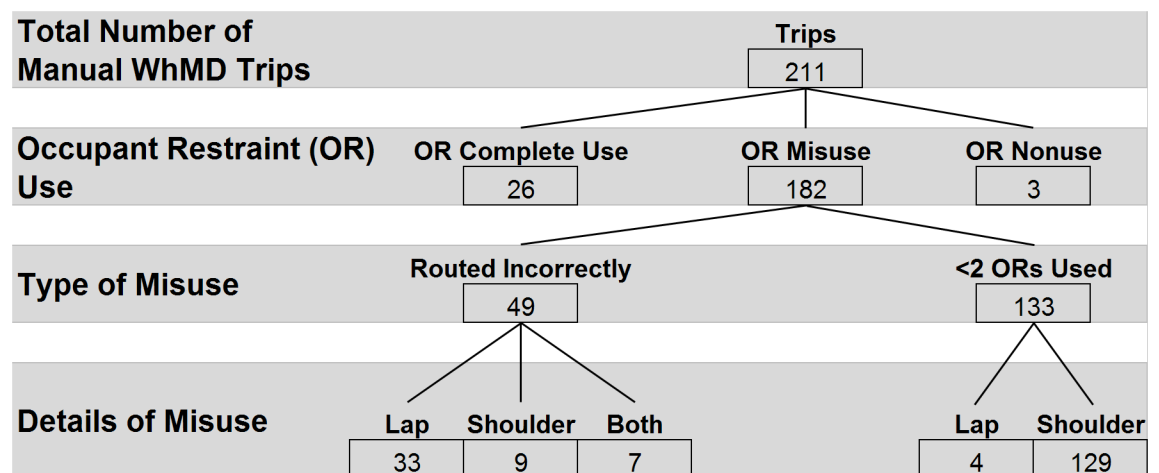 Total Number of
Manual WhMD Trips
Trips
211
Occupant Restraint (OR)
Use
OR Complete Use
OR Misuse
OR Nonuse
26
182
3
Type of Misuse
Routed Incorrectly
<2 ORs Used
49
133
Details of Misuse
Lap
Shoulder
Both
Lap
Shoulder
33
9
7
4
129